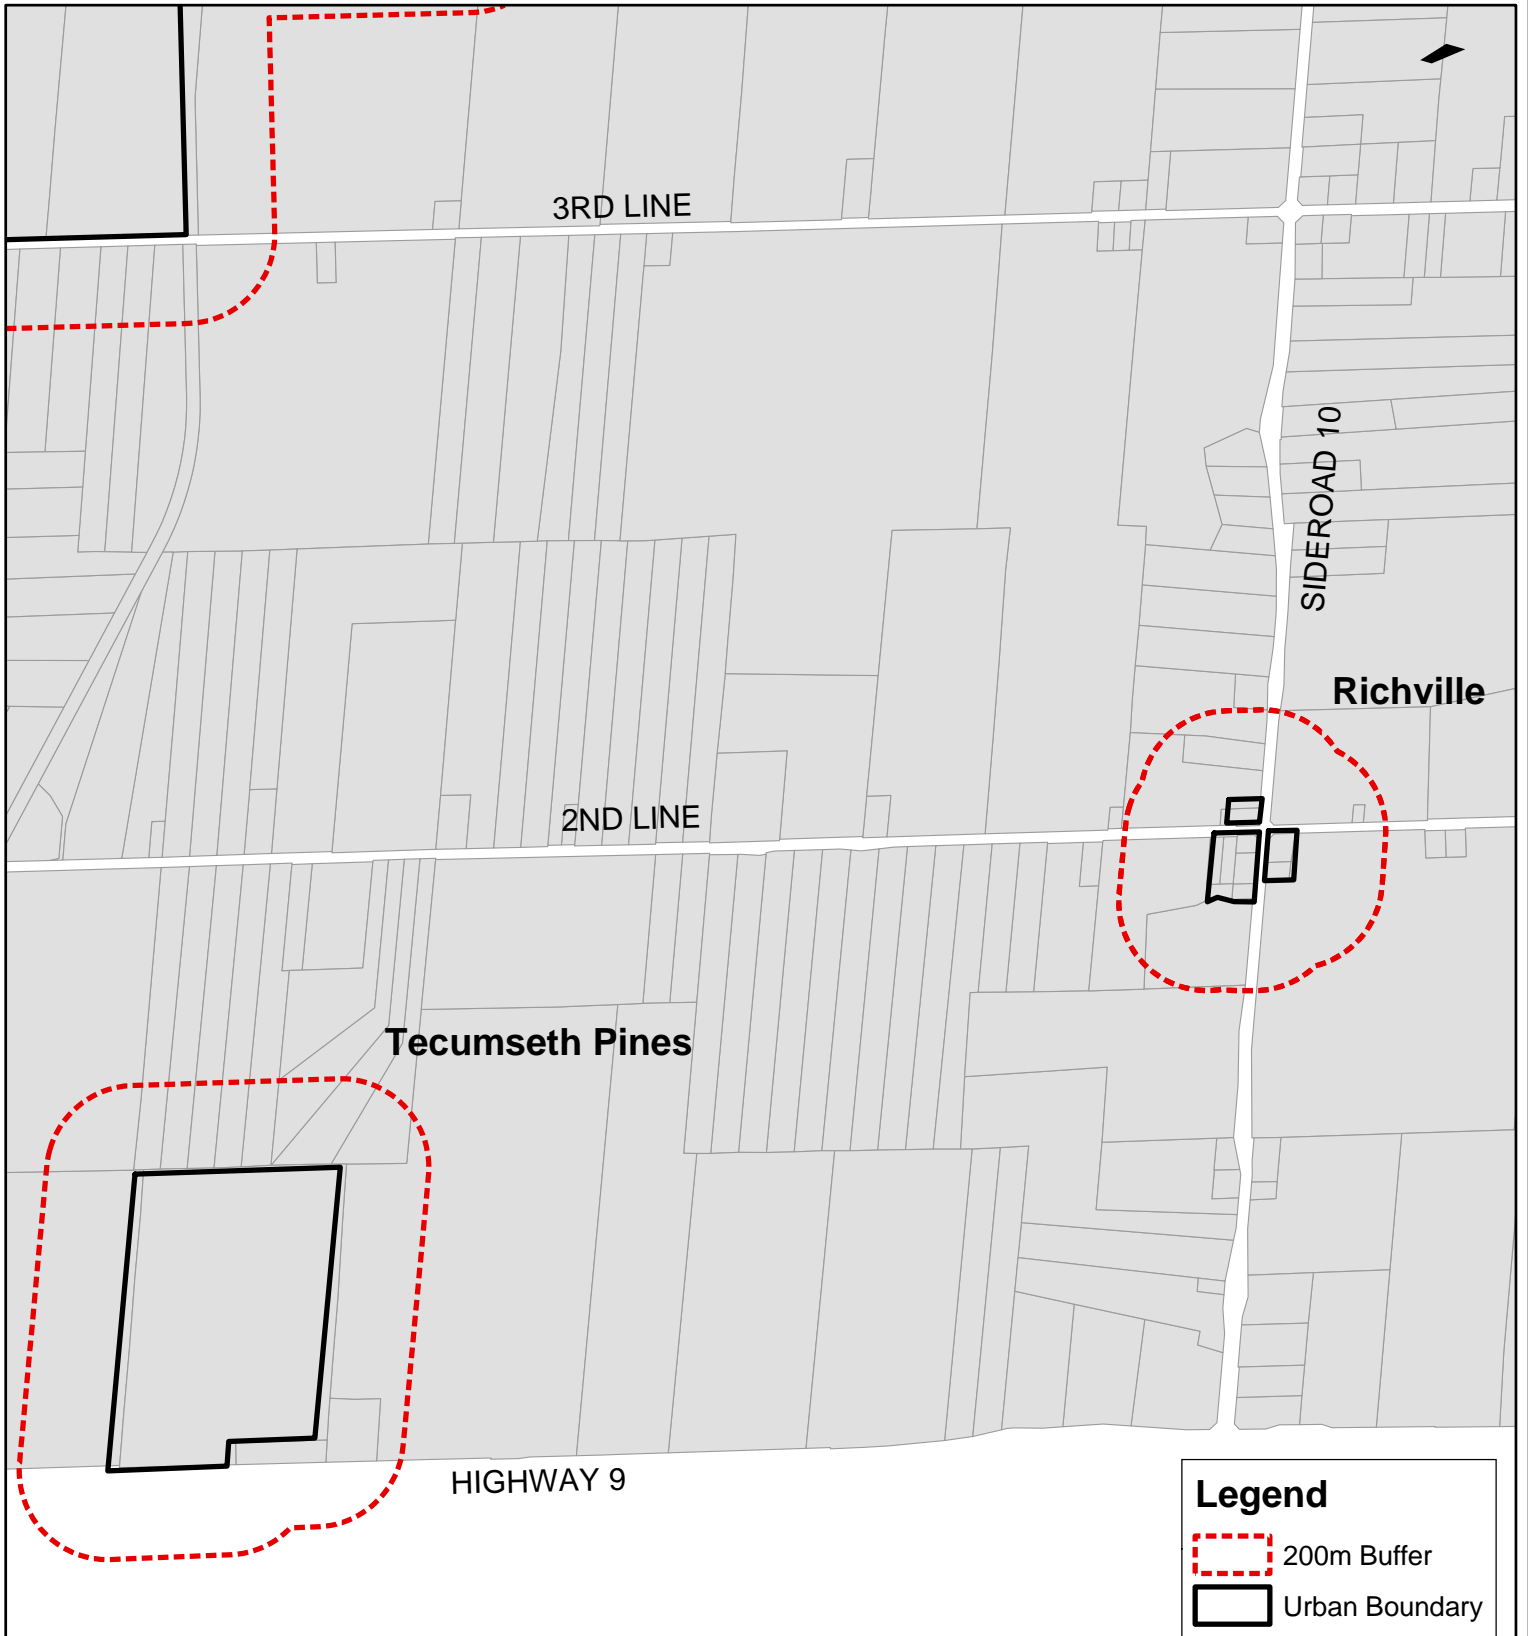 3RD LINE
SIDEROAD 10
Richville
2ND LINE
Tecumseth Pines
HIGHWAY 9
Legend
200m Buffer
Urban Boundary